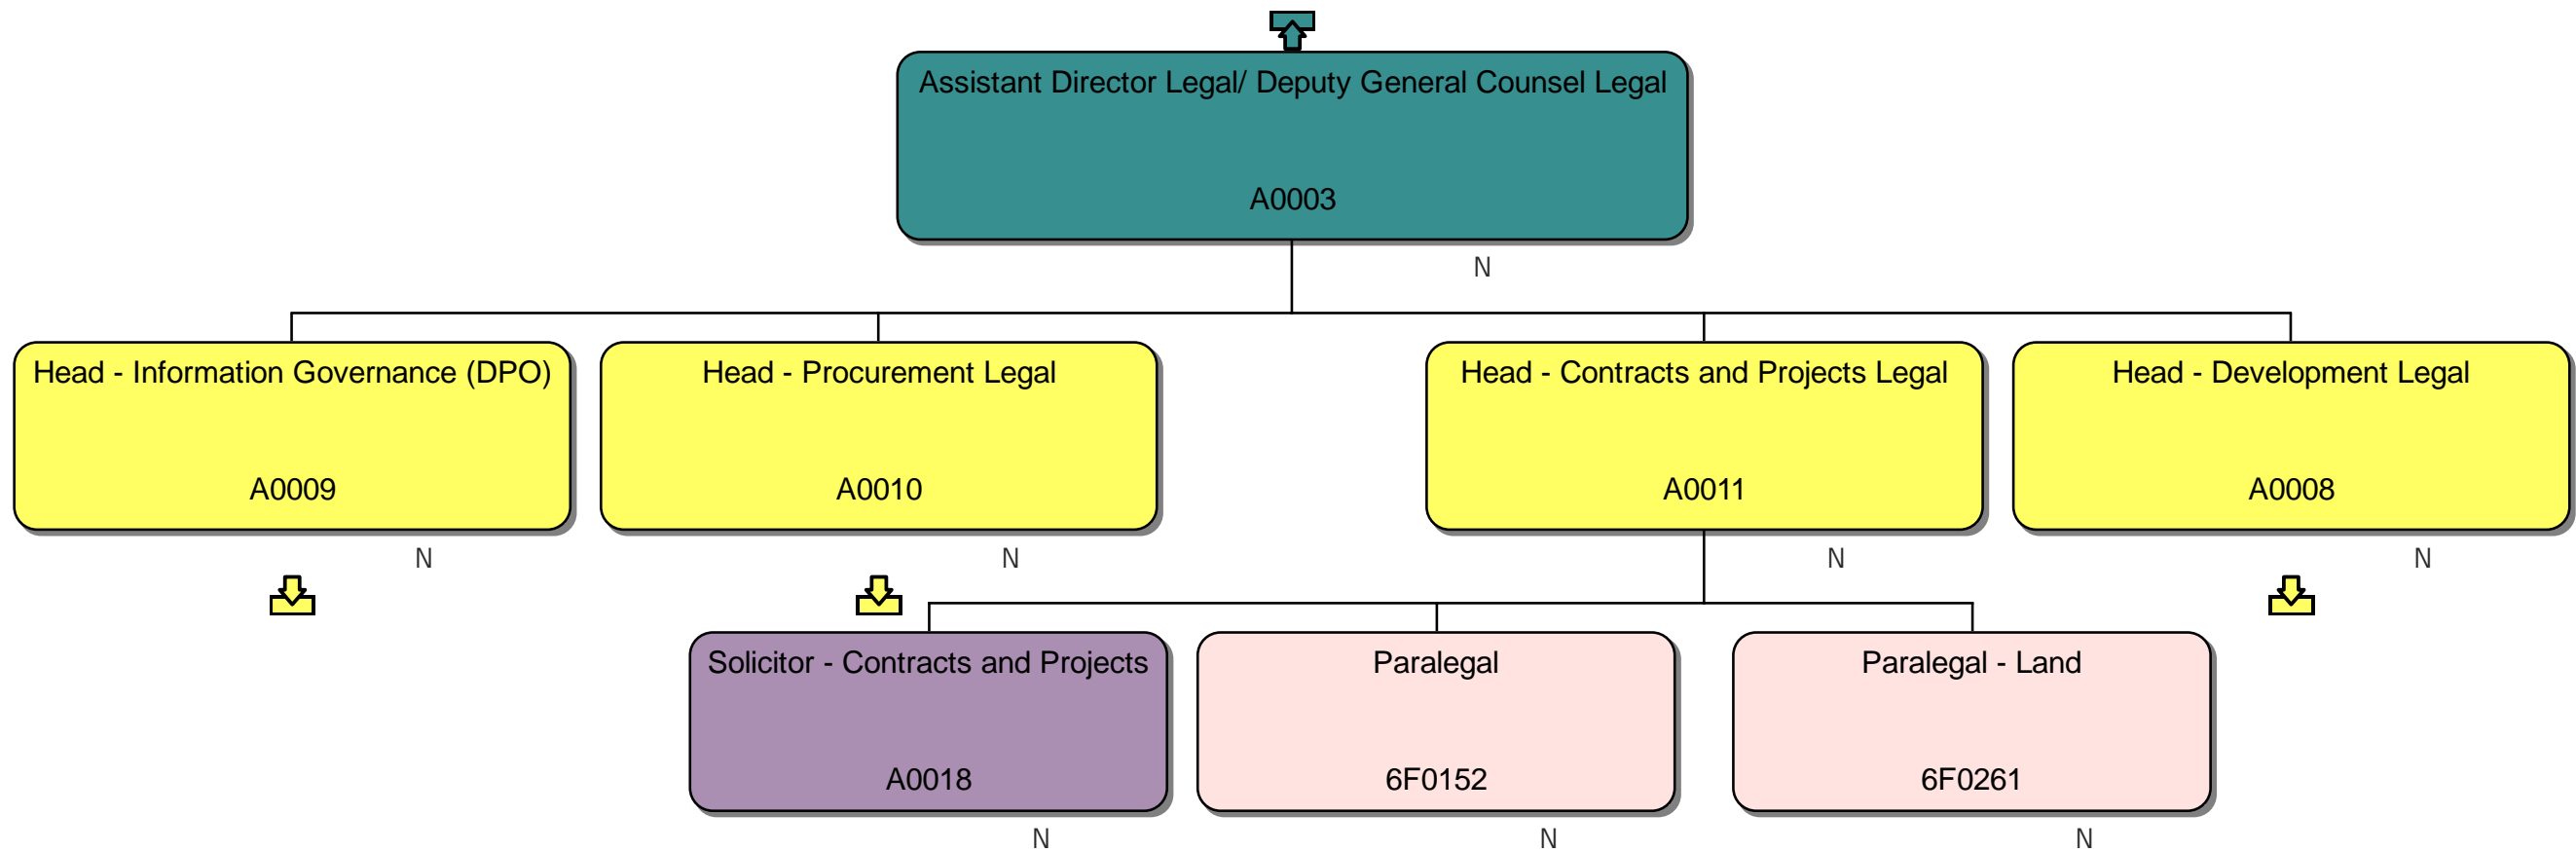 Assistant Director Legal/ Deputy General Counsel Legal
A0003
N
Head - Information Governance (DPO)
A0009
N
Head - Procurement Legal
A0010
N
Head - Contracts and Projects Legal
A0011
N
Head - Development Legal
A0008
N
Solicitor - Contracts and Projects
A0018
N
Paralegal
6F0152
N
Paralegal - Land
6F0261
N